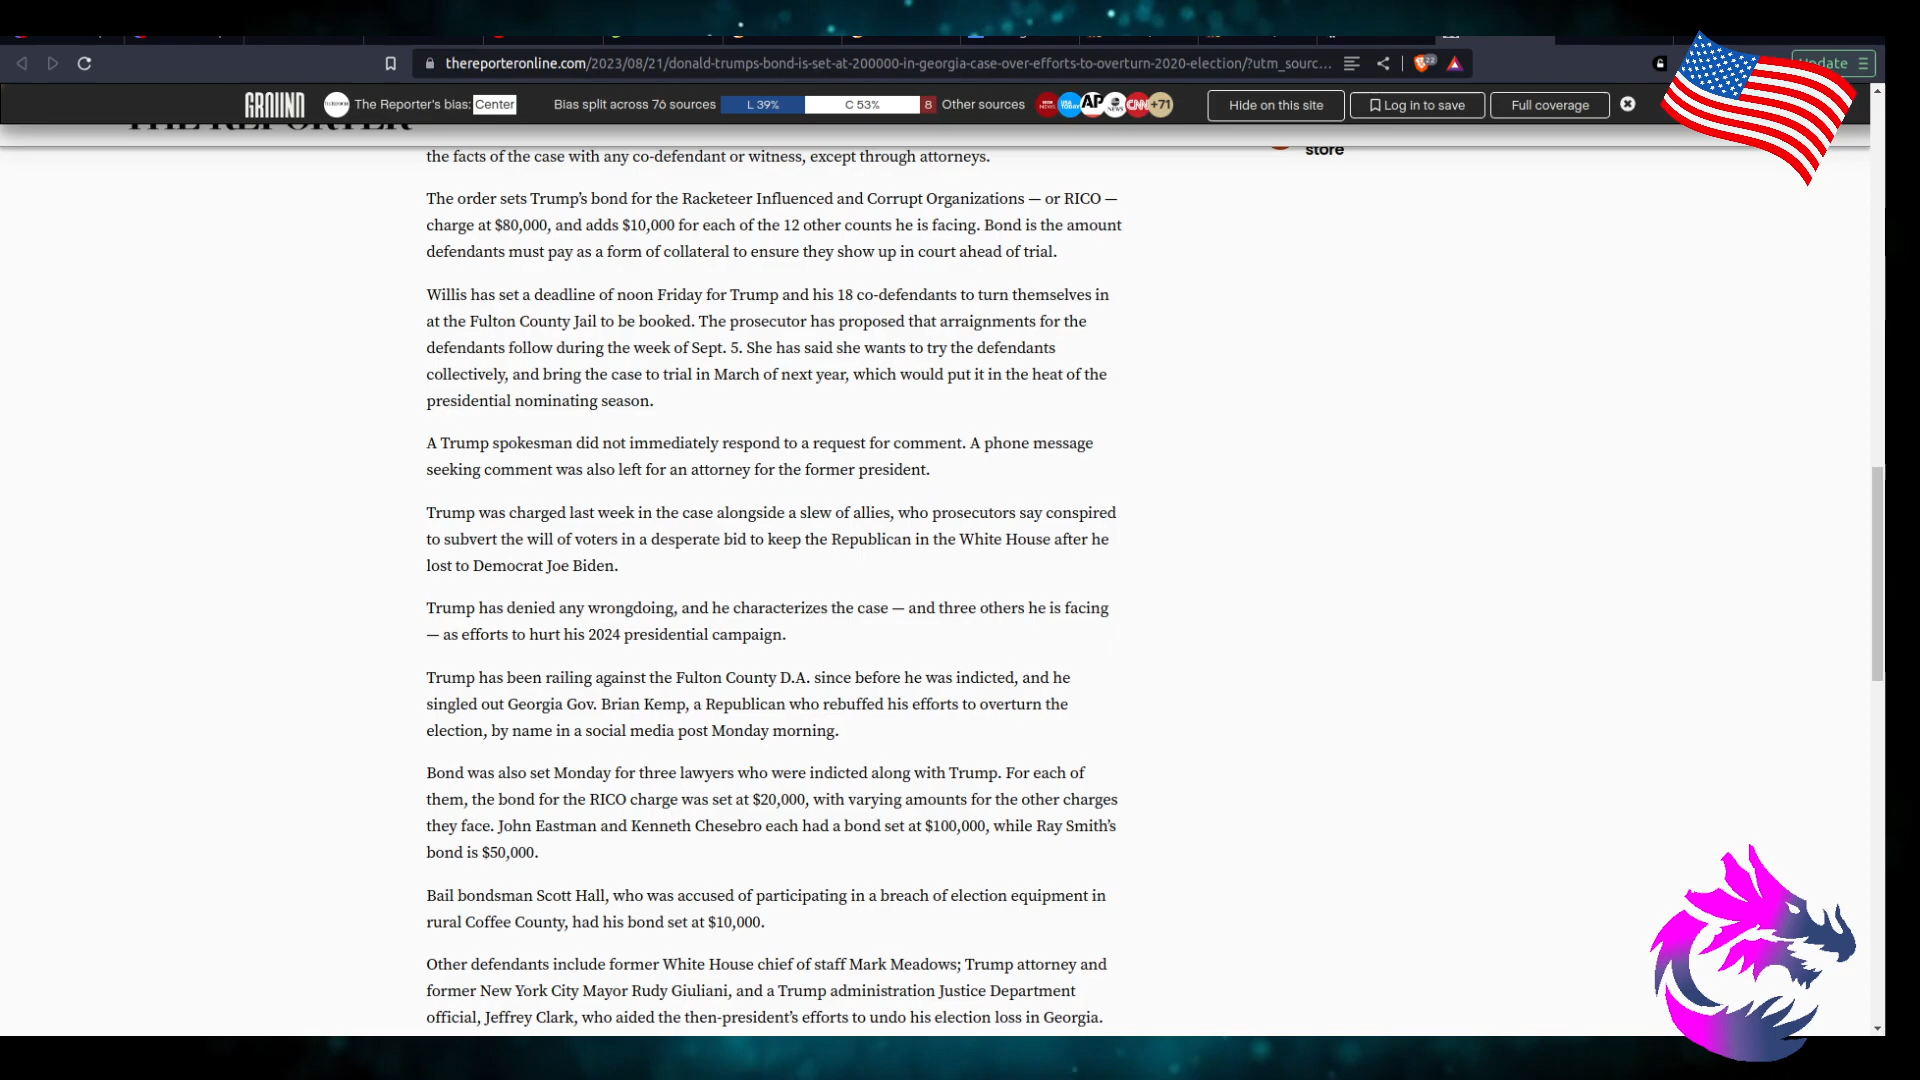 Update
thereporteronline.com/2023/08/21/donald-trumps-bond-is-set-at-200000-in-georgia-case-over-efforts-to-overturn-2020-election/?utm_sourc...
22
GROUND
The Reporter's bias: Center
Bias split across 76 sources
L 39%
C 53%
8
Other sources
AP
CNN
+71
Hide on this site
Log in to save
Full coverage
THE REPORTER
store
the facts of the case with any co-defendant or witness, except through attorneys.
The order sets Trump’s bond for the Racketeer Influenced and Corrupt Organizations — or RICO —
charge at $80,000, and adds $10,000 for each of the 12 other counts he is facing. Bond is the amount
defendants must pay as a form of collateral to ensure they show up in court ahead of trial.
Willis has set a deadline of noon Friday for Trump and his 18 co-defendants to turn themselves in
at the Fulton County Jail to be booked. The prosecutor has proposed that arraignments for the
defendants follow during the week of Sept. 5. She has said she wants to try the defendants
collectively, and bring the case to trial in March of next year, which would put it in the heat of the
presidential nominating season.
A Trump spokesman did not immediately respond to a request for comment. A phone message
seeking comment was also left for an attorney for the former president.
Trump was charged last week in the case alongside a slew of allies, who prosecutors say conspired
to subvert the will of voters in a desperate bid to keep the Republican in the White House after he
lost to Democrat Joe Biden.
Trump has denied any wrongdoing, and he characterizes the case — and three others he is facing
— as efforts to hurt his 2024 presidential campaign.
Trump has been railing against the Fulton County D.A. since before he was indicted, and he
singled out Georgia Gov. Brian Kemp, a Republican who rebuffed his efforts to overturn the
election, by name in a social media post Monday morning.
Bond was also set Monday for three lawyers who were indicted along with Trump. For each of
them, the bond for the RICO charge was set at $20,000, with varying amounts for the other charges
they face. John Eastman and Kenneth Chesebro each had a bond set at $100,000, while Ray Smith’s
bond is $50,000.
Bail bondsman Scott Hall, who was accused of participating in a breach of election equipment in
rural Coffee County, had his bond set at $10,000.
Other defendants include former White House chief of staff Mark Meadows; Trump attorney and
former New York City Mayor Rudy Giuliani, and a Trump administration Justice Department
official, Jeffrey Clark, who aided the then-president’s efforts to undo his election loss in Georgia.